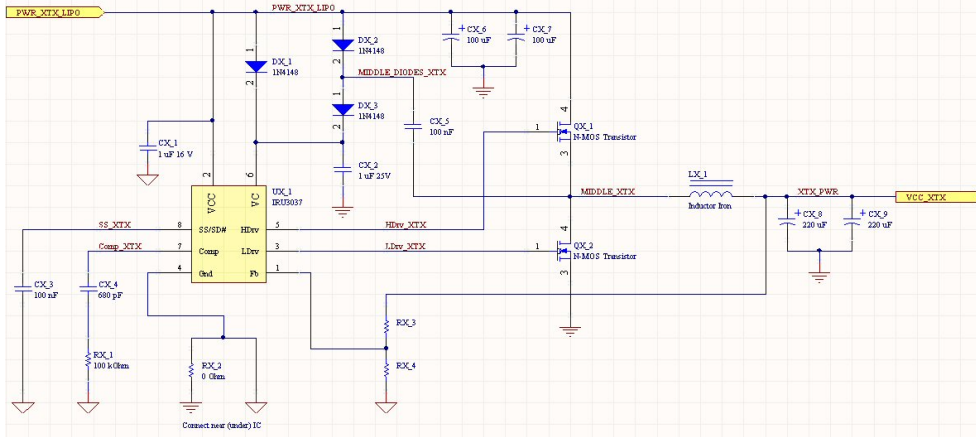 PWR_XTX_LIPO
PWR_XTX_LIPO
1
DX_2
1N4148
2
CX_6
100 uF
CX_7
100 uF
1
DX_1
1N4148
2
MIDDLE_DIODES_XTX
1
DX_3
1N4148
2
CX_5
100 nF
4
QX_1
1
N-MOS Transistor
3
CX_1
1 uF 16 V
CX_2
1 uF 25V
2
6
UX_1
IRU3037
VCC
VC
LX_1
MIDDLE_XTX
Inductor Iron
XTX_PWR
VCC_XTX
CX_8
220 uF
CX_9
220 uF
SS_XTX
8
SS/SD#
HDrv
5
HDrv_XTX
Comp_XTX
7
Comp
LDrv
3
LDrv_XTX
4
Gnd
Fb
1
4
QX_2
1
N-MOS Transistor
3
CX_3
100 nF
CX_4
680 pF
RX_3
RX_1
100 kOhm
RX_2
0 Ohm
RX_4
Connect near (under) IC